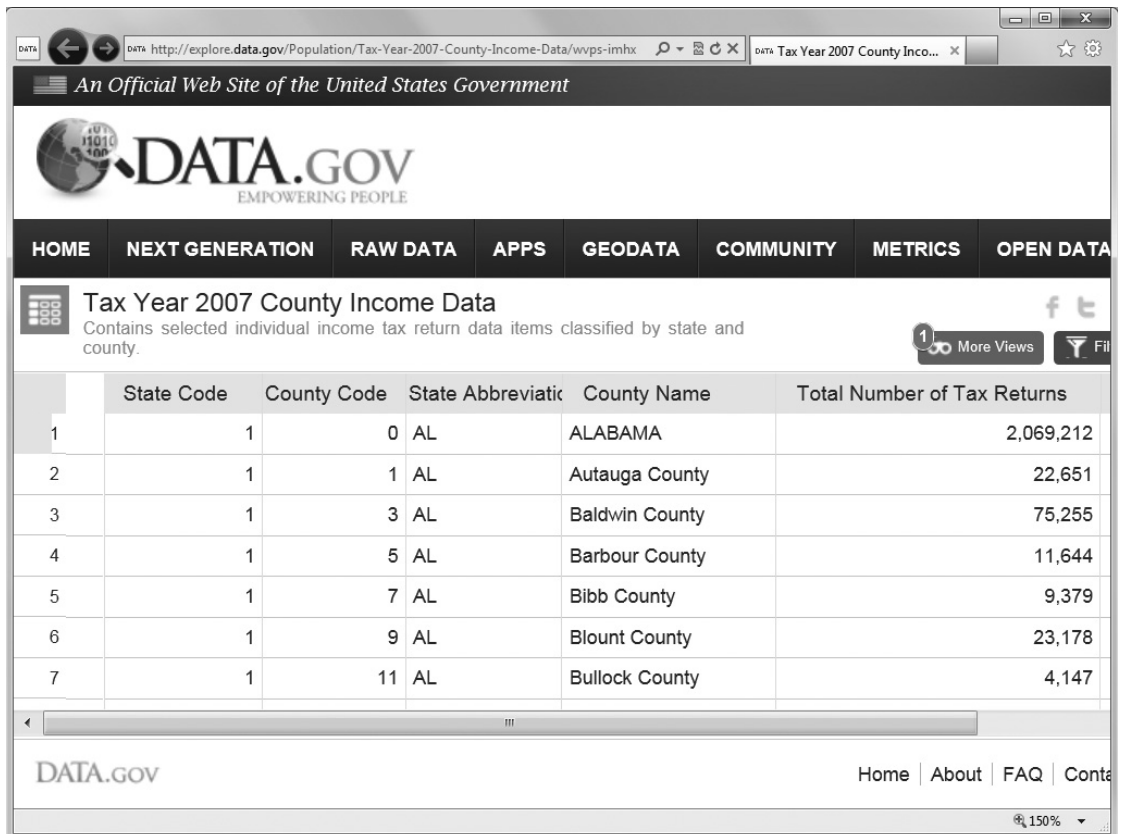 DATA
DATA http://explore.data.gov/Population/Tax-Year-2007-County-Income-Data/wvps-imhx
DATA Tax Year 2007 County Inco...
An Official Web Site of the United States Government
DATA.GOV
EMPOWERING PEOPLE
HOME NEXT GENERATION RAW DATA APPS GEODATA COMMUNITY METRICS OPEN DATA
Tax Year 2007 County Income Data
Contains selected individual income tax return data items classified by state and
county.
1 More Views Fil
State Code County Code State Abbreviatio County Name Total Number of Tax Returns
1 1 0 AL ALABAMA 2,069,212
2 1 1 AL Autauga County 22,651
3 1 3 AL Baldwin County 75,255
4 1 5 AL Barbour County 11,644
5 1 7 AL Bibb County 9,379
6 1 9 AL Blount County 23,178
7 1 11 AL Bullock County 4,147
DATA.GOV
Home About FAQ Conta
150%